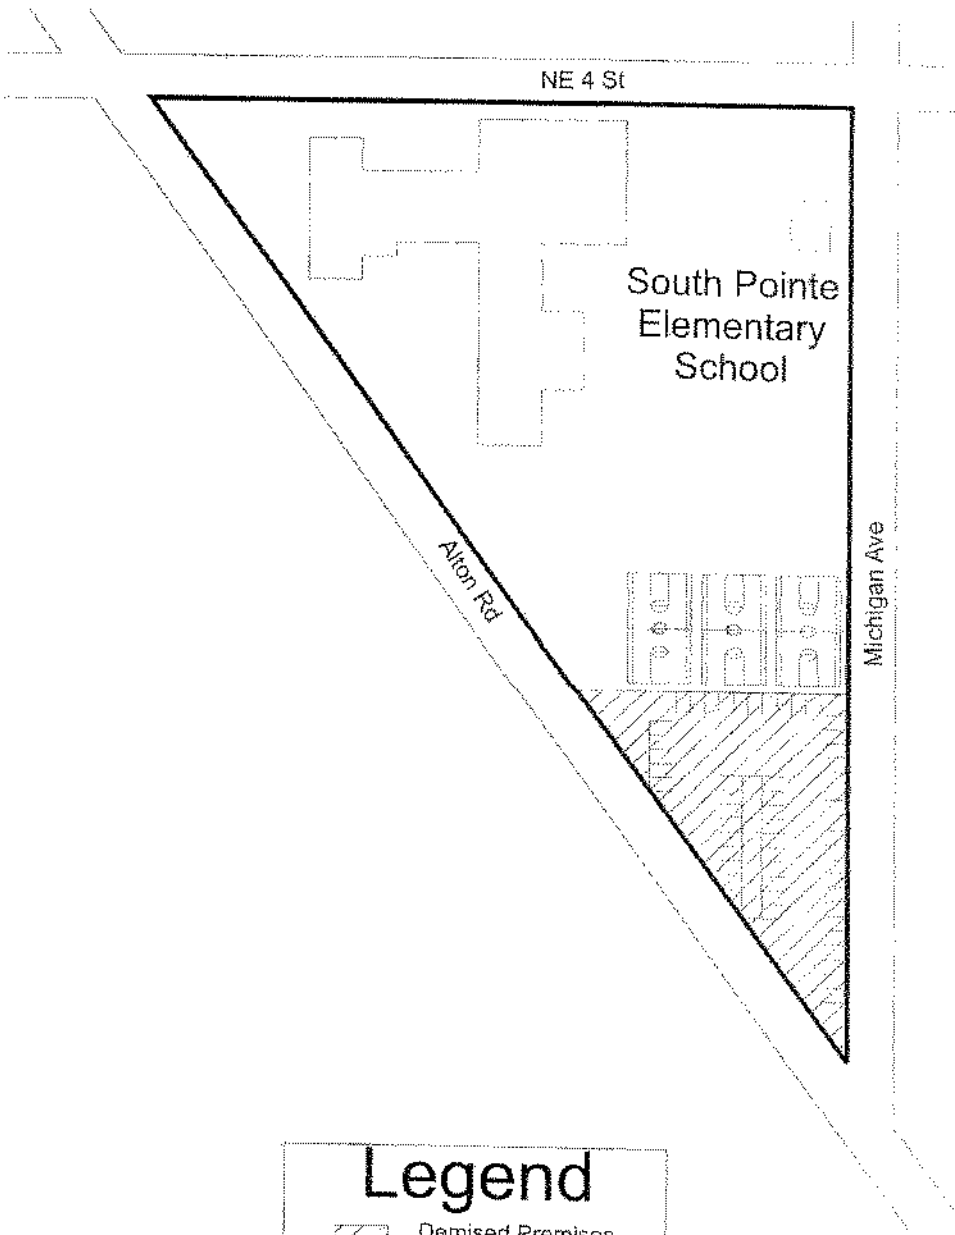 NE 4 St
South Pointe
Elementary
School
Alton Rd
Michigan Ave
Legend
Demised Premises